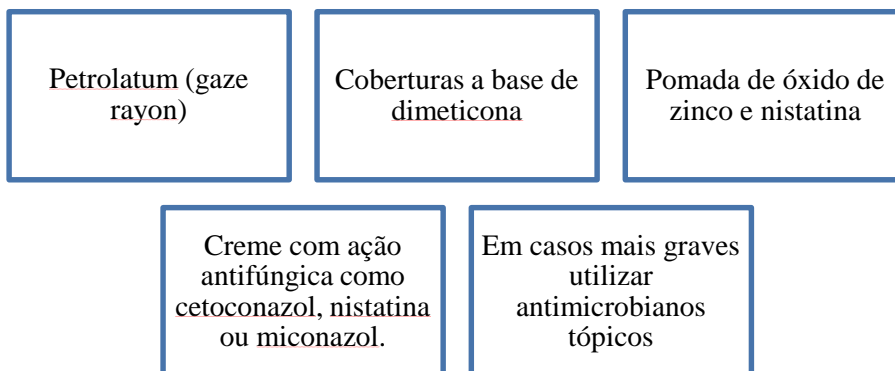 Petrolatum (gaze
rayon)
Coberturas a base de
dimeticona
Pomada de óxido de
zinco e nistatina
Creme com ação
antifúngica como
cetoconazol, nistatina
ou miconazol.
Em casos mais graves
utilizar
antimicrobianos
tópicos